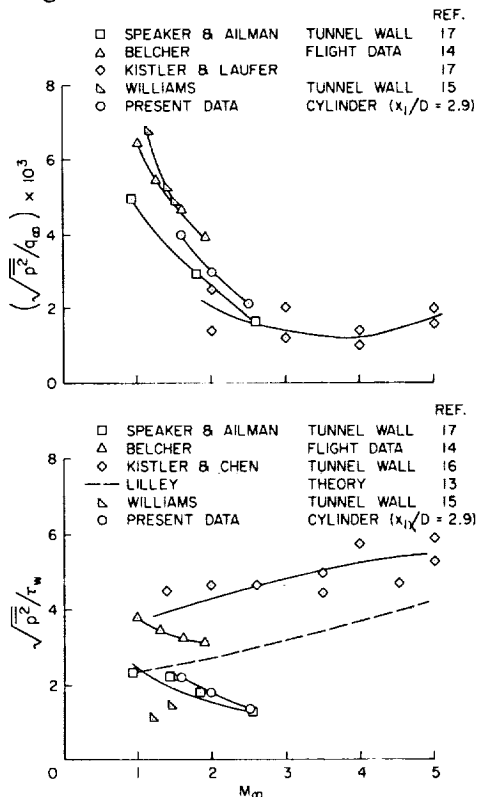 REF.
□ SPEAKER & AILMAN TUNNEL WALL 17
△ BELCHER FLIGHT DATA 14
◇ KISTLER & LAUFER 17
◺ WILLIAMS TUNNEL WALL 15
○ PRESENT DATA CYLINDER (x₁/D = 2.9)
(√p̅²/q∞) × 10³
8
6
4
2
0
REF.
□ SPEAKER & AILMAN TUNNEL WALL 17
△ BELCHER FLIGHT DATA 14
◇ KISTLER & CHEN TUNNEL WALL 16
--- LILLEY THEORY 13
◺ WILLIAMS TUNNEL WALL 15
○ PRESENT DATA CYLINDER (x₁/D = 2.9)
√p̅²/τw
8
6
4
2
0 1 2 3 4 5
M∞